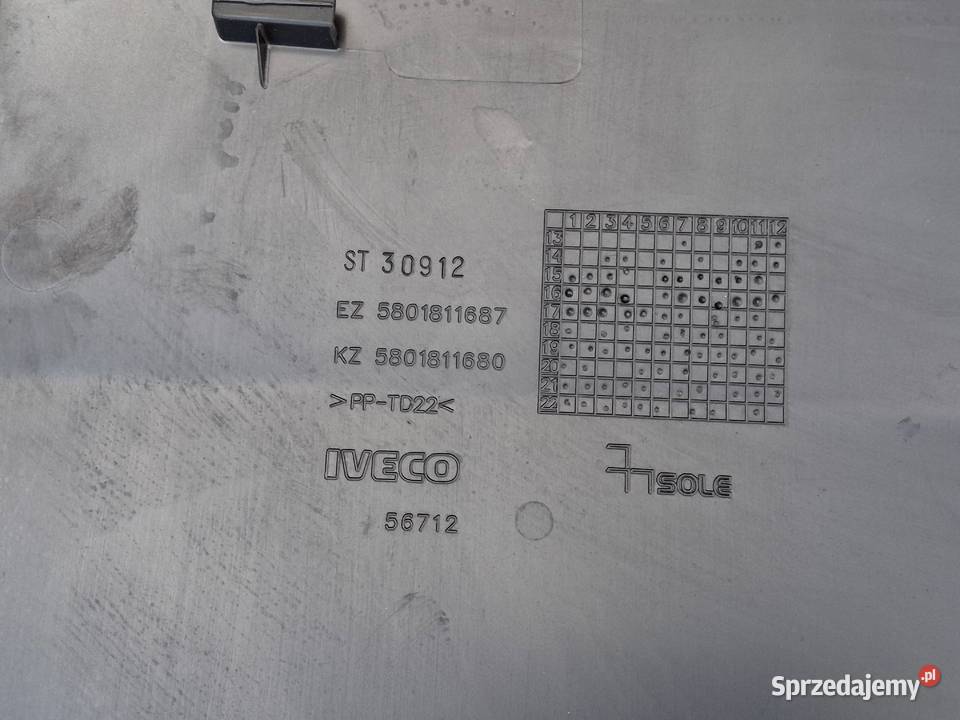 ST 30912
EZ 5801811687
KZ 5801811680
>PP-TD22<
IVECO
56712
1 2 3 4 5 6 7 8 9 10 11 12
13
14
15
16
17
18
19
20
21
22
SOLE
Sprzedajemy.pl